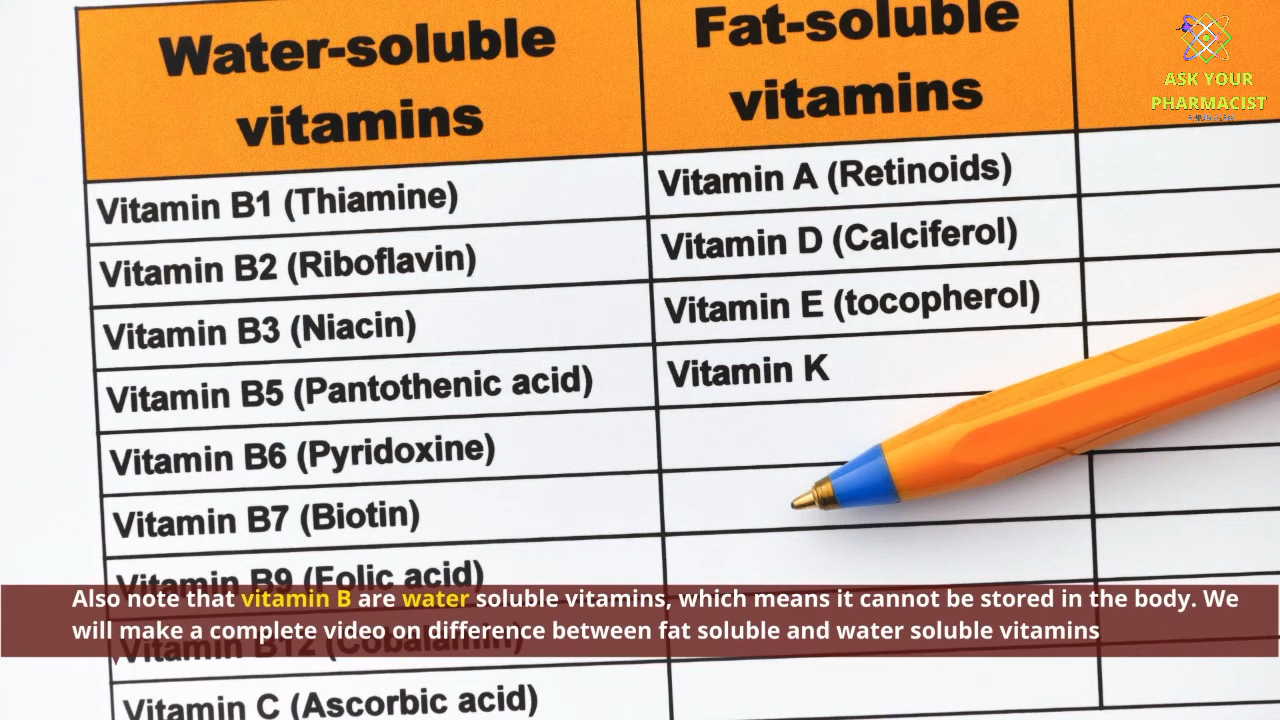 Water-soluble
vitamins
Fat-soluble
vitamins
ASK YOUR
PHARMACIST
Vitamin B1 (Thiamine)
Vitamin A (Retinoids)
Vitamin B2 (Riboflavin)
Vitamin D (Calciferol)
Vitamin B3 (Niacin)
Vitamin E (tocopherol)
Vitamin B5 (Pantothenic acid)
Vitamin K
Vitamin B6 (Pyridoxine)
Vitamin B7 (Biotin)
Vitamin B9 (Folic acid)
Also note that vitamin B are water soluble vitamins, which means it cannot be stored in the body. We
will make a complete video on difference between fat soluble and water soluble vitamins
Vitamin B12 (Cobalamin)
Vitamin C (Ascorbic acid)